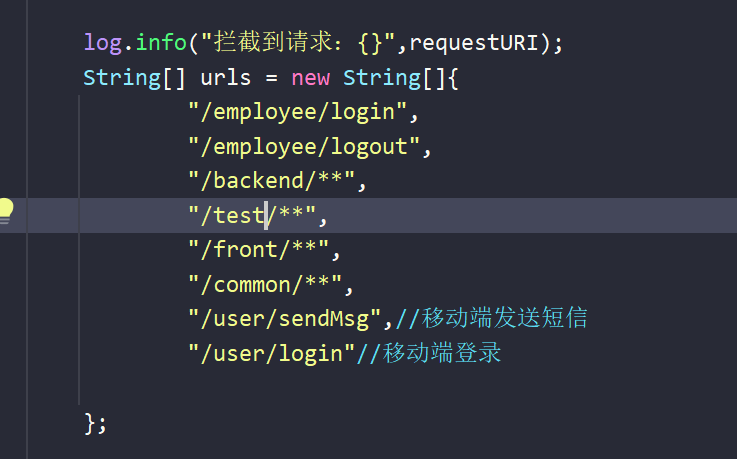 log.info("拦截到请求：{}",requestURI);
String[] urls = new String[]{
"/employee/login",
"/employee/logout",
"/backend/**",
"/test/**",
"/front/**",
"/common/**",
"/user/sendMsg",//移动端发送短信
"/user/login"//移动端登录
};